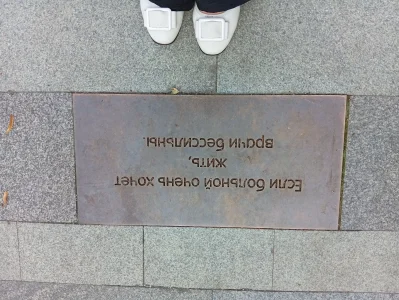 Если больной очень хочет
жить,
врачи бессильны.